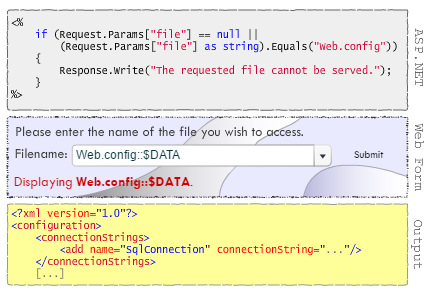 <%
if (Request.Params["file"] == null ||
(Request.Params["file"] as string).Equals("Web.config"))
{
Response.Write("The requested file cannot be served.");
}
%>
ASP.NET
Please enter the name of the file you wish to access.
Filename: Web.config::$DATA Submit
Displaying Web.config::$DATA.
Web Form
<?xml version="1.0"?>
<configuration>
<connectionStrings>
<add name="SqlConnection" connectionString="..."/>
</connectionStrings>
[...]
Output